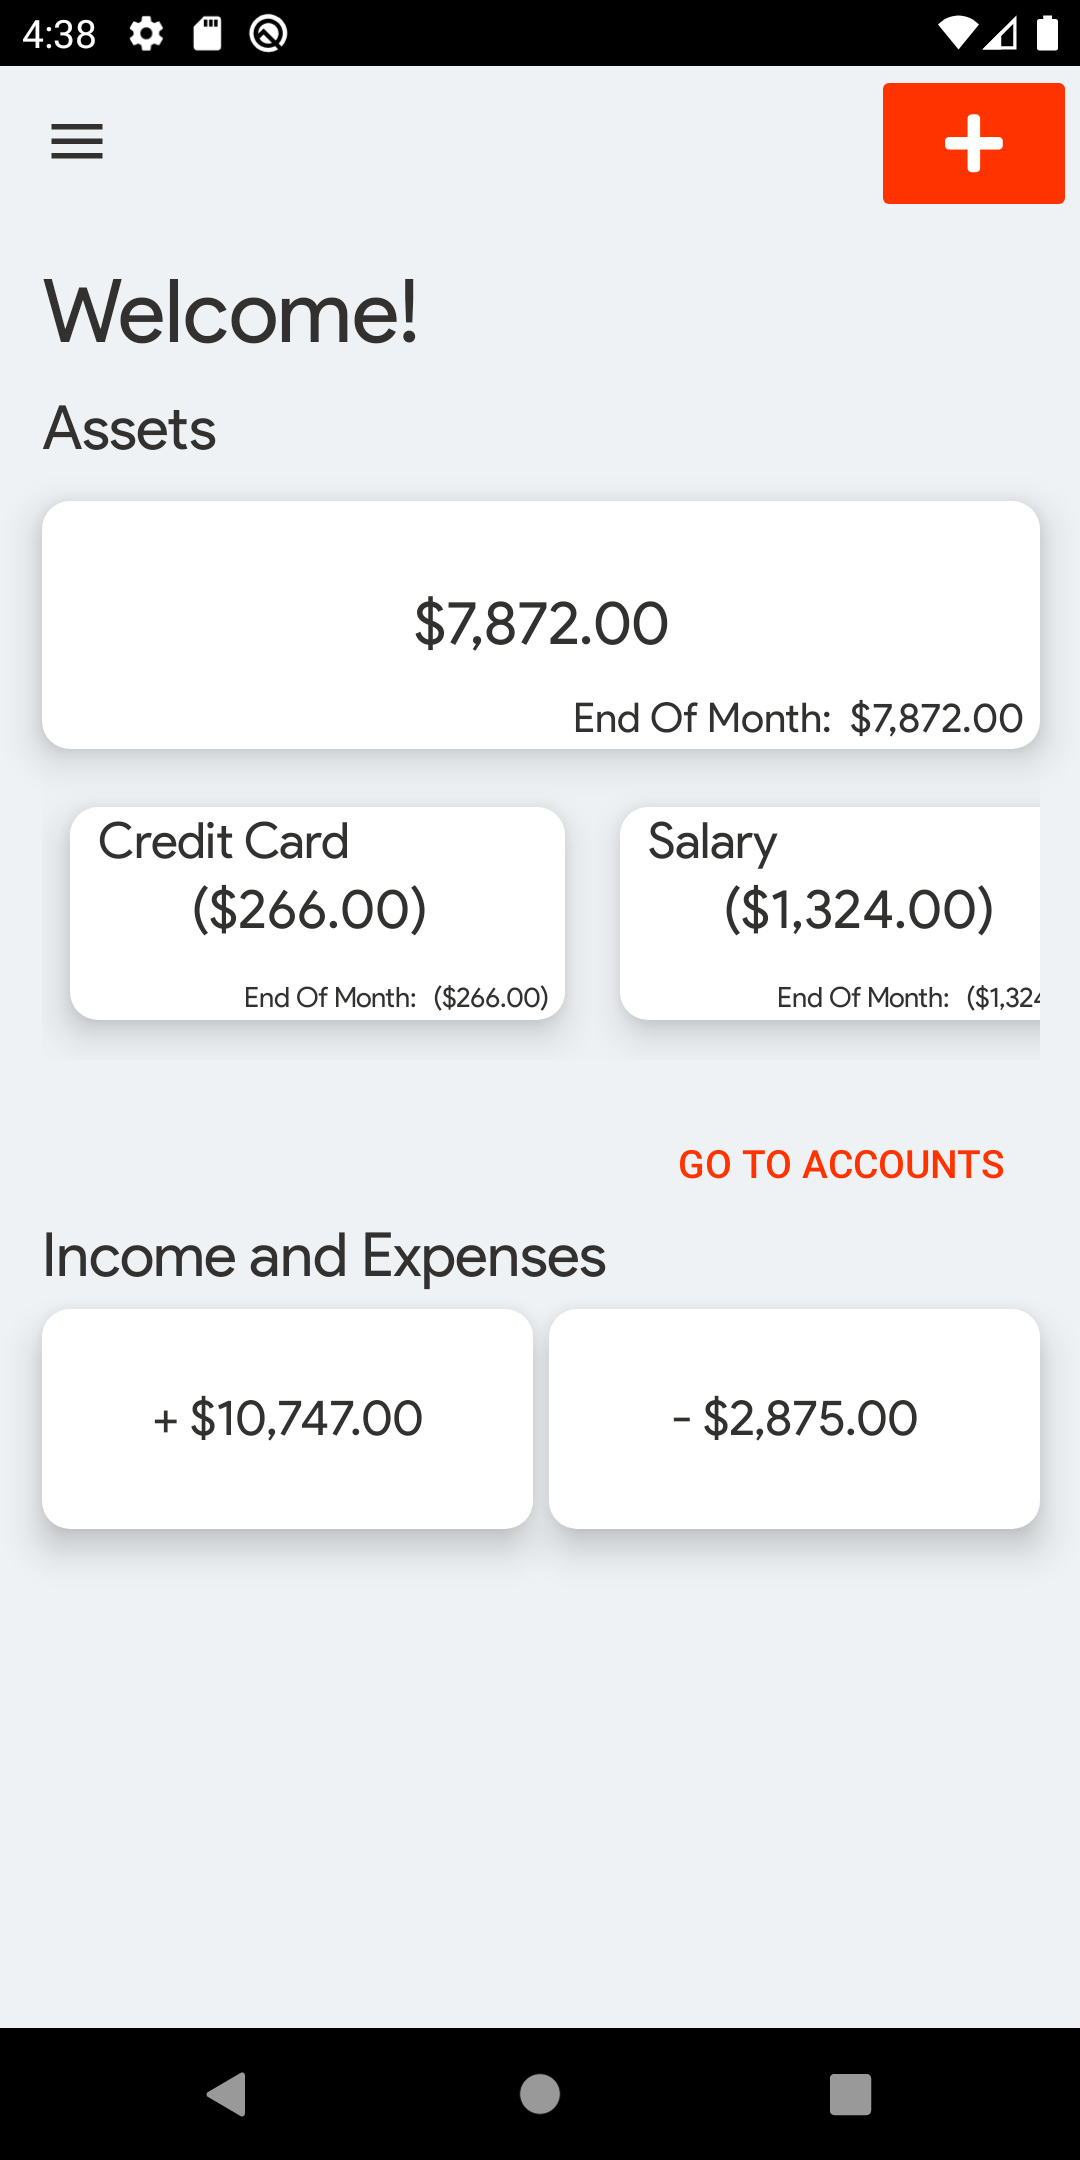 4:38
Welcome!
Assets
$7,872.00
End Of Month: $7,872.00
Credit Card
($266.00)
End Of Month: ($266.00)
Salary
($1,324.00)
End Of Month: ($1,324
GO TO ACCOUNTS
Income and Expenses
+ $10,747.00
- $2,875.00